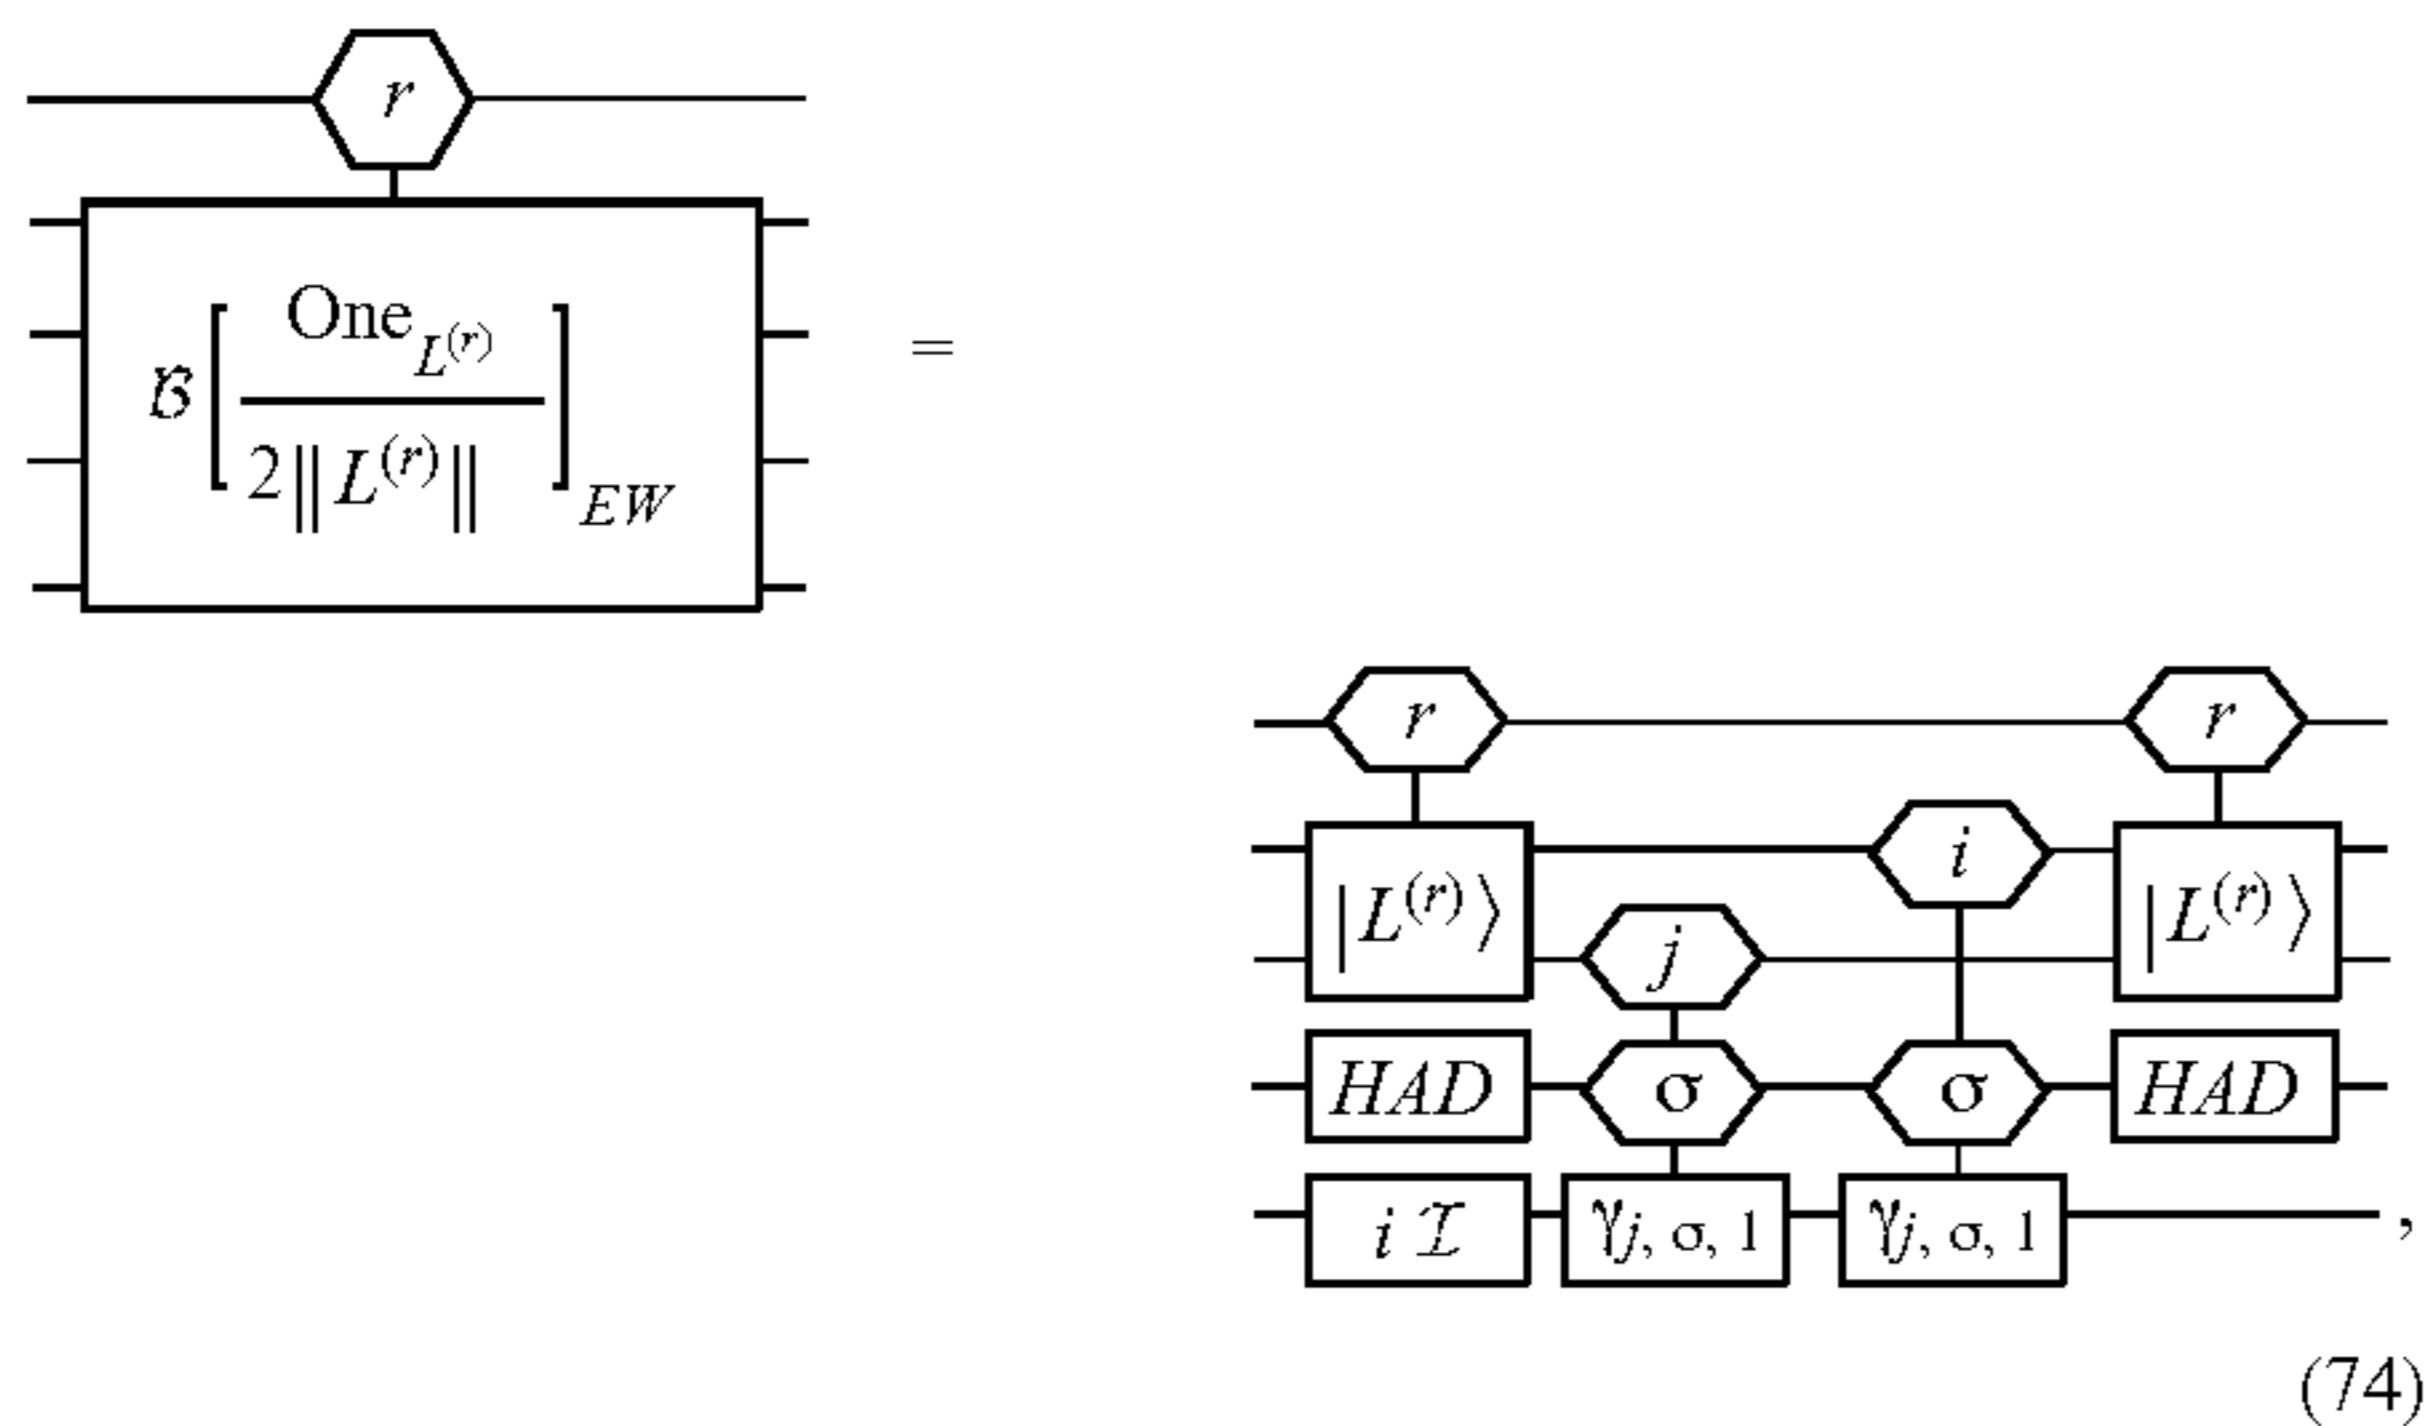 r
ℬ[One_{L^{(r)}} / 2‖L^{(r)}‖]_{EW} =
r r
i
|L^{(r)}⟩ |L^{(r)}⟩
j
HAD σ σ HAD
i ℐ γ_{j, σ, 1} γ_{j, σ, 1} ,
(74)